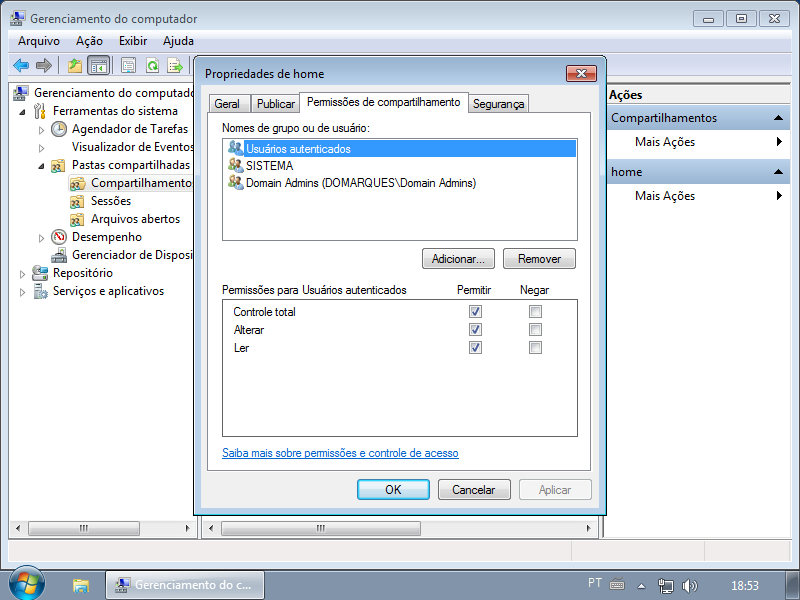 Gerenciamento do computador
Arquivo Ação Exibir Ajuda
Gerenciamento do computado
Ferramentas do sistema
Agendador de Tarefas
Visualizador de Eventos
Pastas compartilhadas
Compartilhamento
Sessões
Arquivos abertos
Desempenho
Gerenciador de Disposi
Repositório
Serviços e aplicativos
Propriedades de home
Geral Publicar Permissões de compartilhamento Segurança
Nomes de grupo ou de usuário:
Usuários autenticados
SISTEMA
Domain Admins (DOMARQUES\Domain Admins)
Adicionar... Remover
Permissões para Usuários autenticados Permitir Negar
Controle total
Alterar
Ler
Saiba mais sobre permissões e controle de acesso
OK Cancelar Aplicar
Ações
Compartilhamentos
Mais Ações
home
Mais Ações
Gerenciamento do c...
PT
18:53